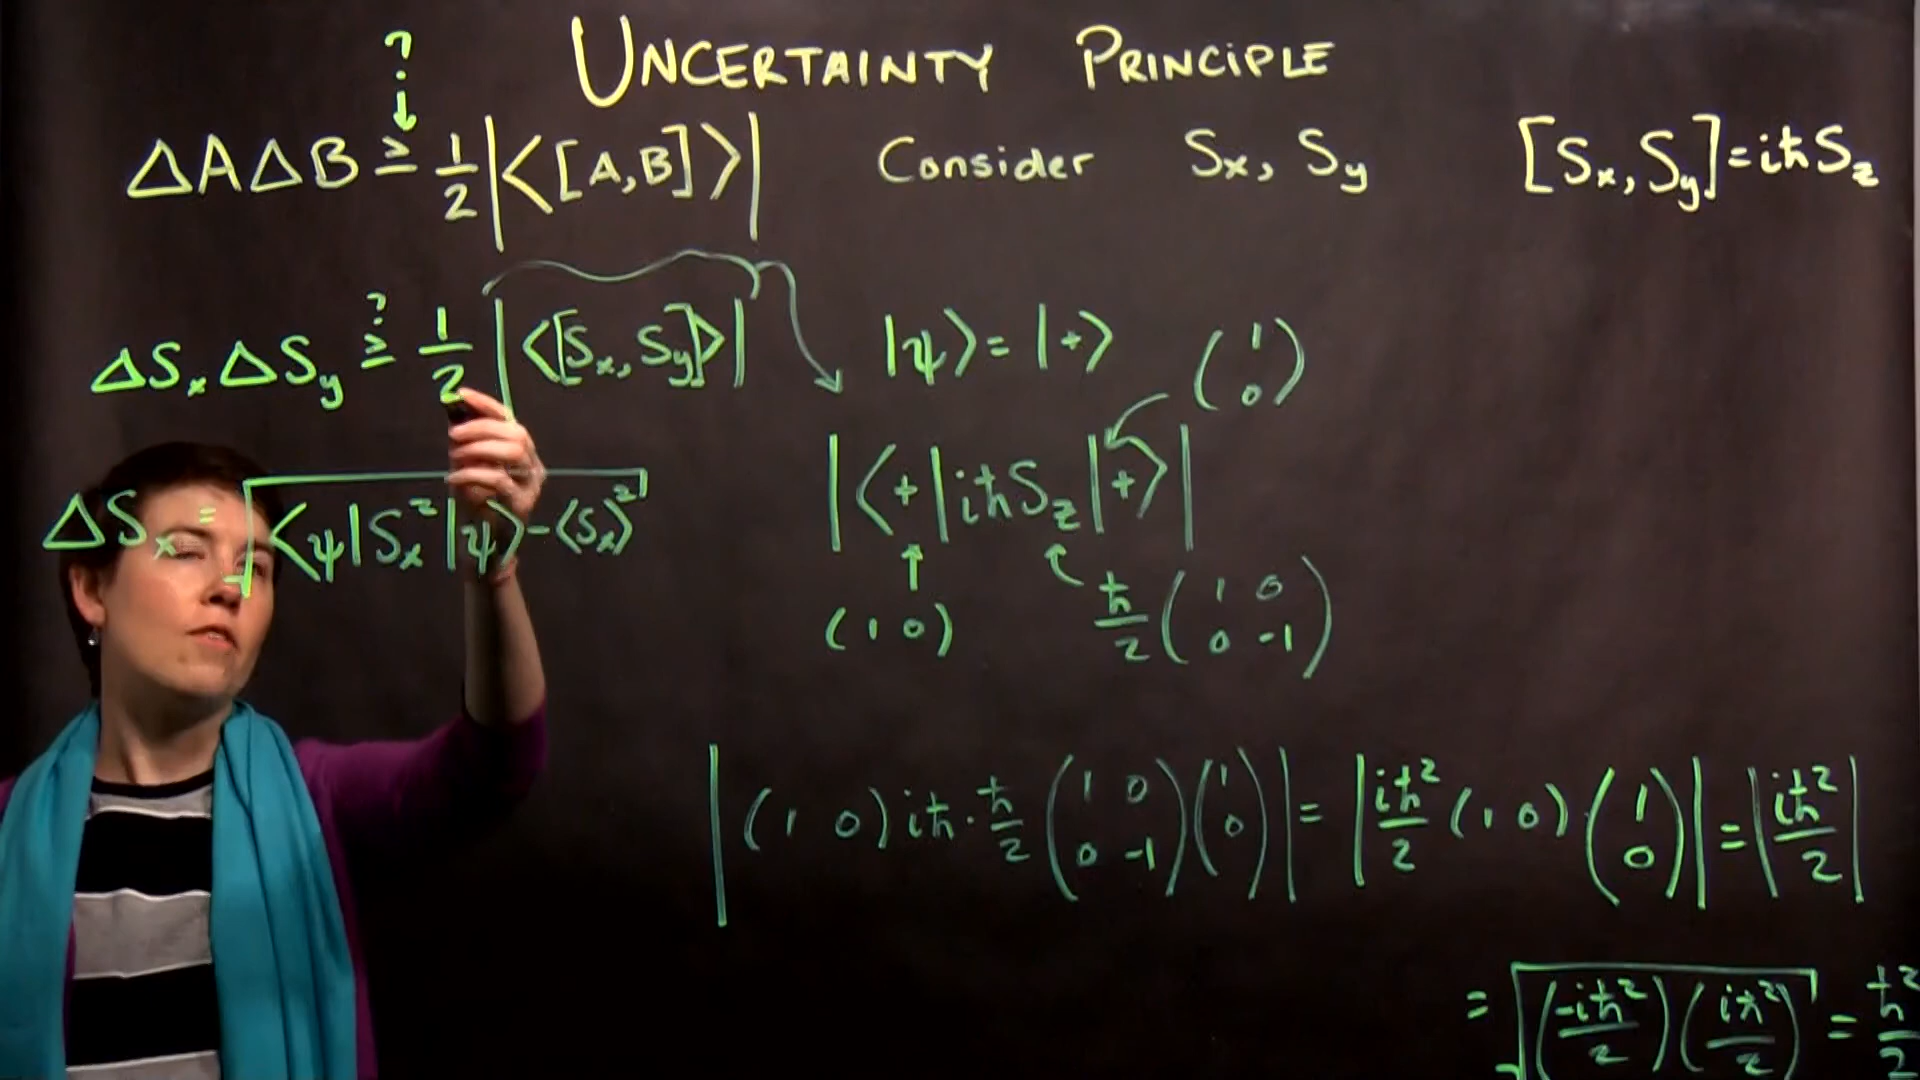 UNCERTAINTY PRINCIPLE
?
↓
ΔAΔB ≥ 1/2 |<[A,B]>| Consider Sx, Sy [Sx, Sy] = iħSz
ΔSx ΔSy ≥? 1/2 |<[Sx, Sy]>| |ψ> = |+> (1 0)
|<+|iħSz|+>|
ΔSx = √(<ψ|Sx²|ψ> - <Sx>²)
(1 0) ħ/2 (1 0 0 -1)
|(1 0) iħ · ħ/2 (1 0 0 -1)(1 0)| = |iħ²/2 (1 0)(1 0)| = |iħ²/2|
= √((-iħ²/2)(iħ²/2)) = ħ²/2